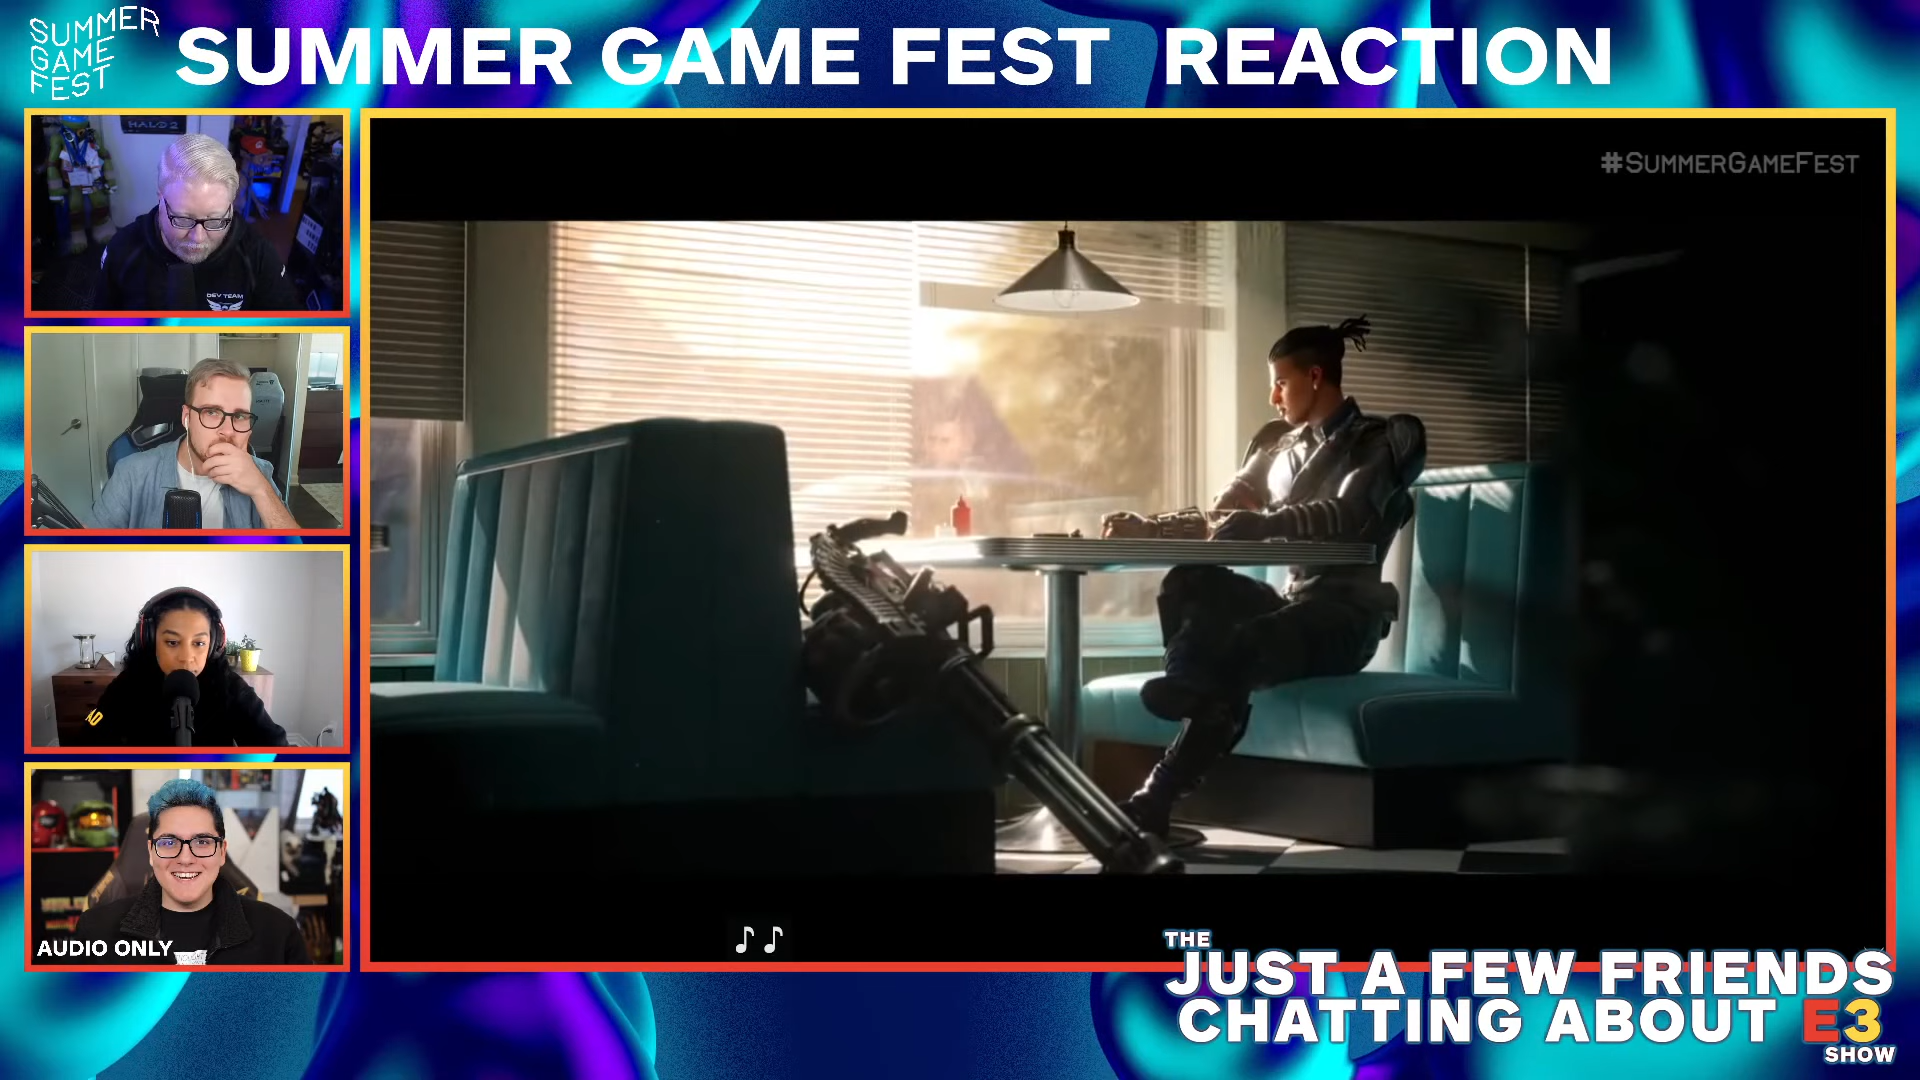 SUMMER
GAME
FEST
SUMMER GAME FEST REACTION
HALO 2
#SUMMERGAMEFEST
DEV TEAM
AUDIO ONLY
THE
JUST A FEW FRIENDS
CHATTING ABOUT E3
SHOW